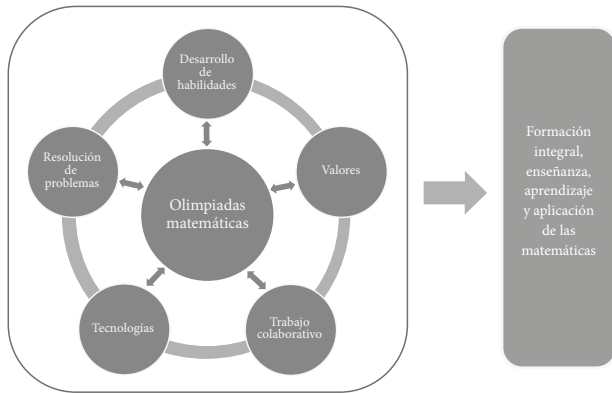 Desarrollo
de
habilidades
Resolución
de
problemas
Valores
Olimpiadas
matemáticas
Tecnologías
Trabajo
colaborativo
Formación
integral,
enseñanza,
aprendizaje
y aplicación
de las
matemáticas